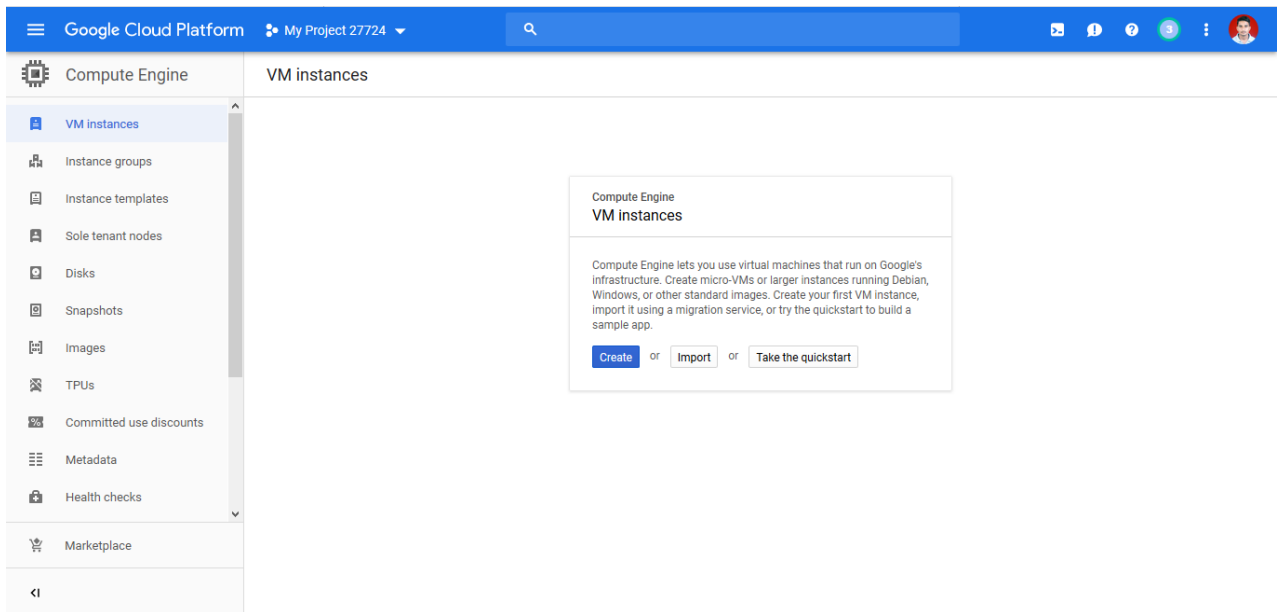 Google Cloud Platform
My Project 27724
3
Compute Engine
VM instances
VM instances
Instance groups
Instance templates
Sole tenant nodes
Disks
Snapshots
Images
TPUs
Committed use discounts
Metadata
Health checks
Marketplace
Compute Engine
VM instances
Compute Engine lets you use virtual machines that run on Google's
infrastructure. Create micro-VMs or larger instances running Debian,
Windows, or other standard images. Create your first VM instance,
import it using a migration service, or try the quickstart to build a
sample app.
Create or Import or Take the quickstart